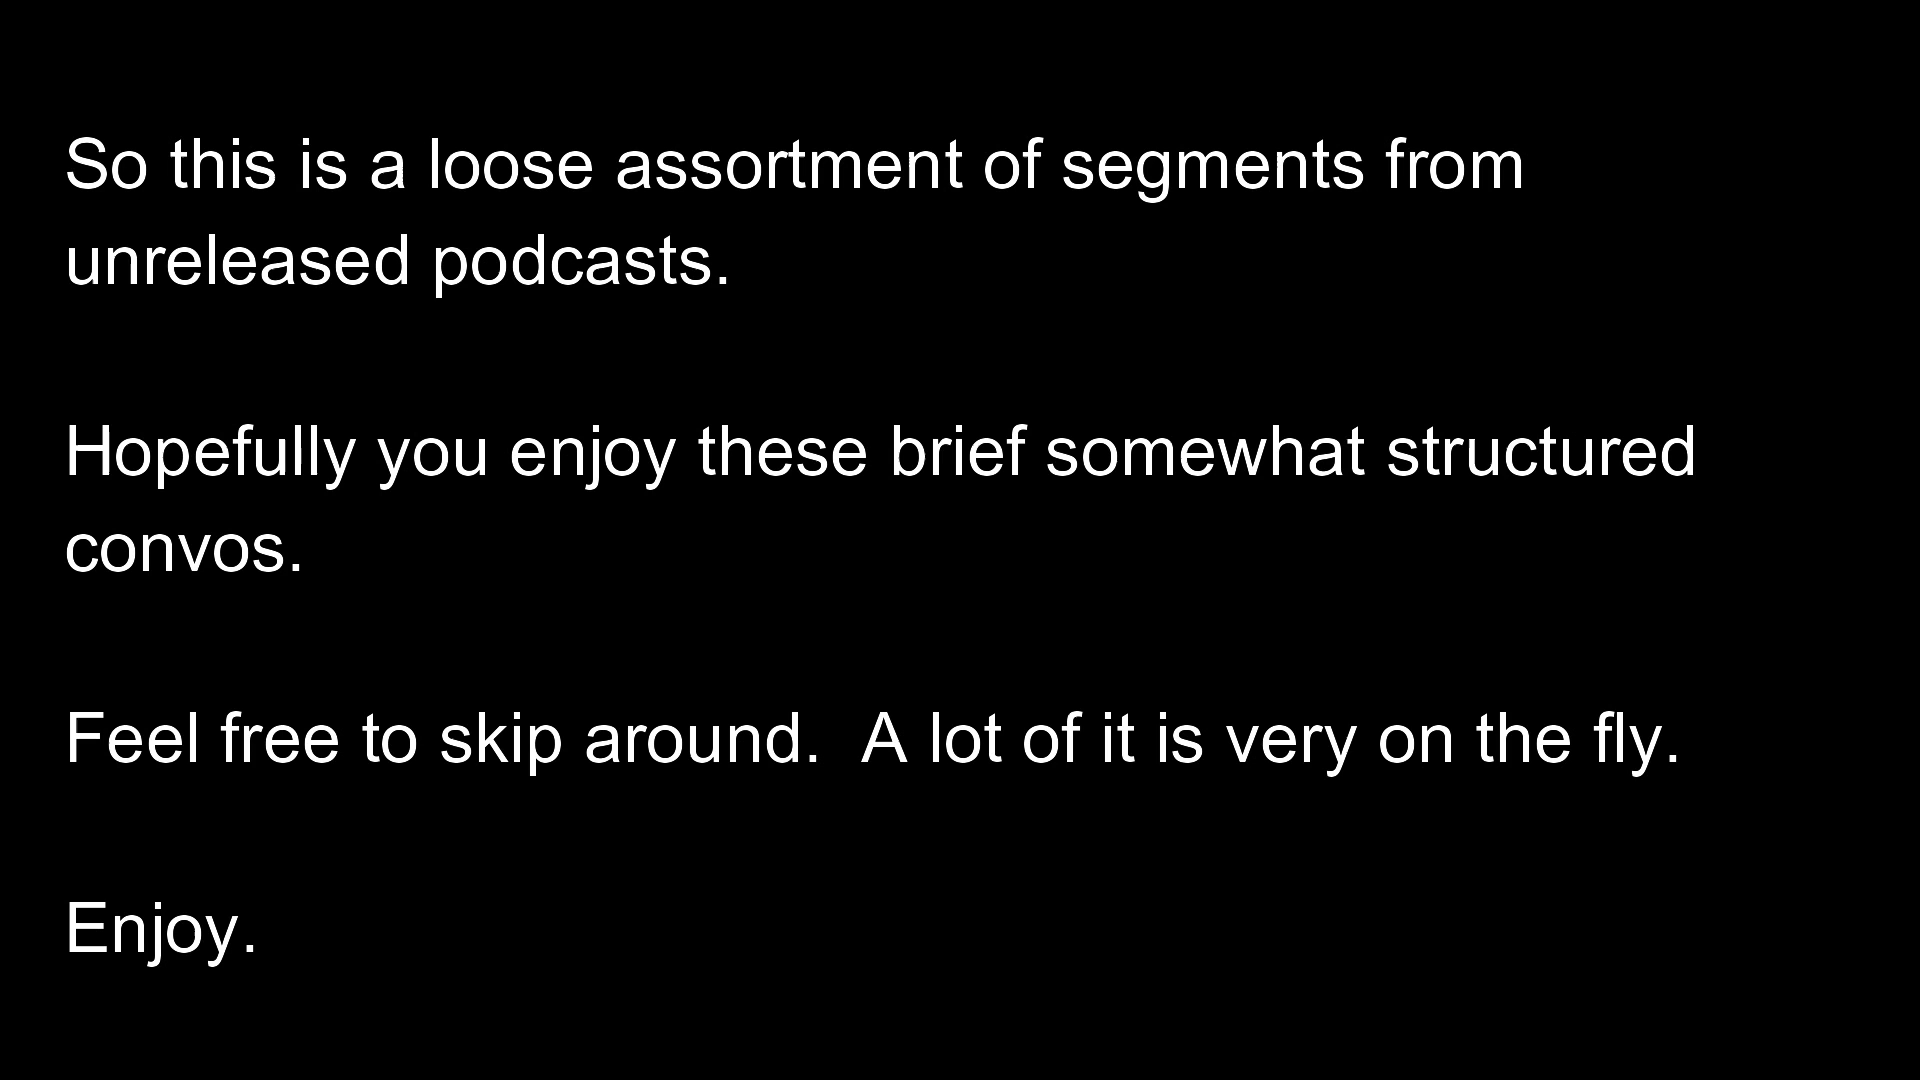 So this is a loose assortment of segments from
unreleased podcasts.
Hopefully you enjoy these brief somewhat structured
convos.
Feel free to skip around.  A lot of it is very on the fly.
Enjoy.